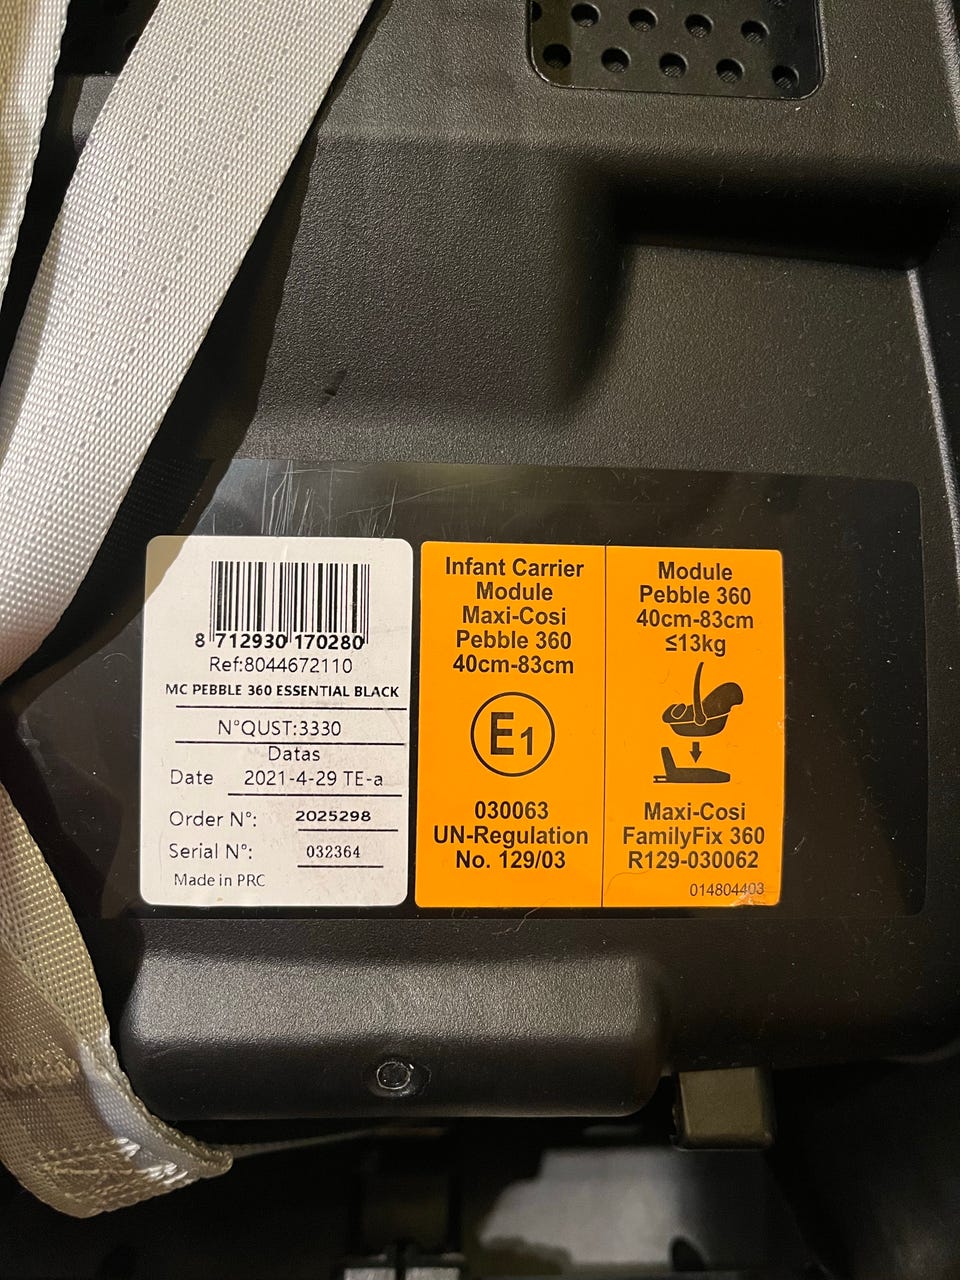 8 712930 170280
Ref:8044672110
MC PEBBLE 360 ESSENTIAL BLACK
N°QUST:3330
Datas
Date 2021-4-29 TE-a
Order N°: 2025298
Serial N°: 032364
Made in PRC
Infant Carrier
Module
Maxi-Cosi
Pebble 360
40cm-83cm
E1
030063
UN-Regulation
No. 129/03
Module
Pebble 360
40cm-83cm
≤13kg
Maxi-Cosi
FamilyFix 360
R129-030062
014804403